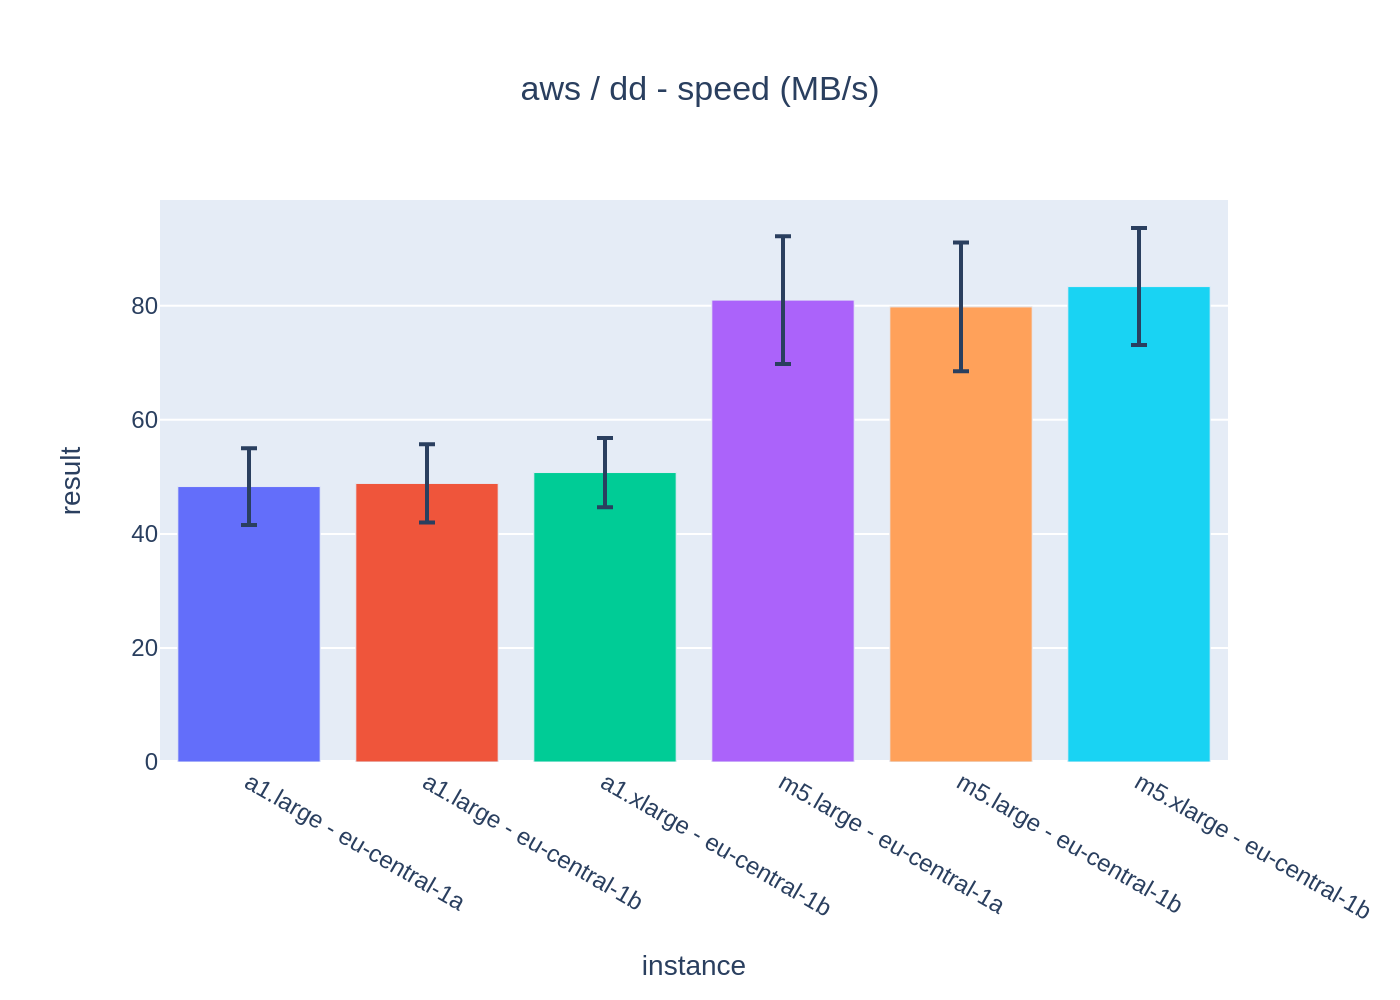 aws / dd - speed (MB/s)
result
80
60
40
20
0
a1.large - eu-central-1a
a1.large - eu-central-1b
a1.xlarge - eu-central-1b
m5.large - eu-central-1a
m5.large - eu-central-1b
m5.xlarge - eu-central-1b
instance